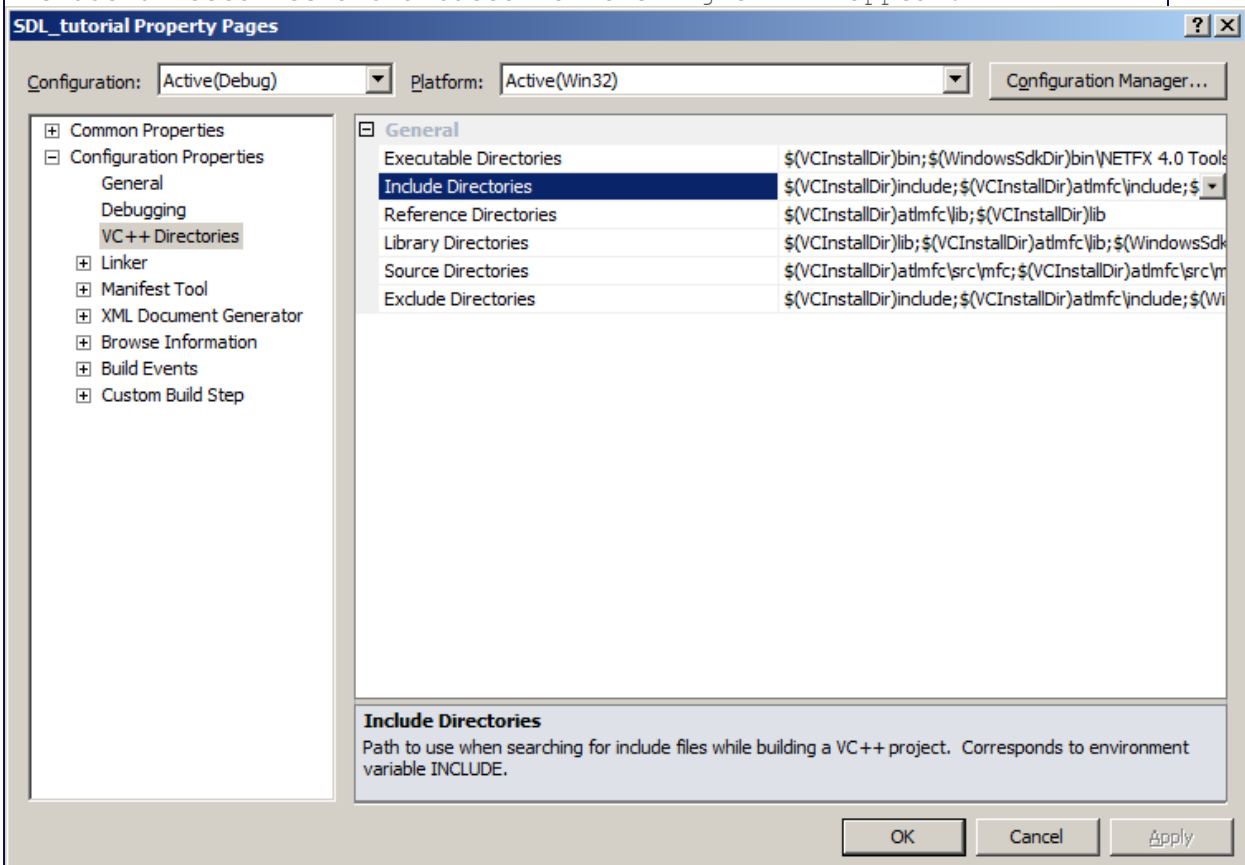 SDL_tutorial Property Pages
Configuration: Active(Debug) Platform: Active(Win32) Configuration Manager...
Common Properties
Configuration Properties
General
Debugging
VC++ Directories
Linker
Manifest Tool
XML Document Generator
Browse Information
Build Events
Custom Build Step
General
Executable Directories $(VCInstallDir)bin;$(WindowsSdkDir)bin\NETFX 4.0 Tools
Include Directories $(VCInstallDir)include;$(VCInstallDir)atlmfc\include;$
Reference Directories $(VCInstallDir)atlmfc\lib;$(VCInstallDir)lib
Library Directories $(VCInstallDir)lib;$(VCInstallDir)atlmfc\lib;$(WindowsSdk
Source Directories $(VCInstallDir)atlmfc\src\mfc;$(VCInstallDir)atlmfc\src\m
Exclude Directories $(VCInstallDir)include;$(VCInstallDir)atlmfc\include;$(Wi
Include Directories
Path to use when searching for include files while building a VC++ project. Corresponds to environment
variable INCLUDE.
OK Cancel Apply